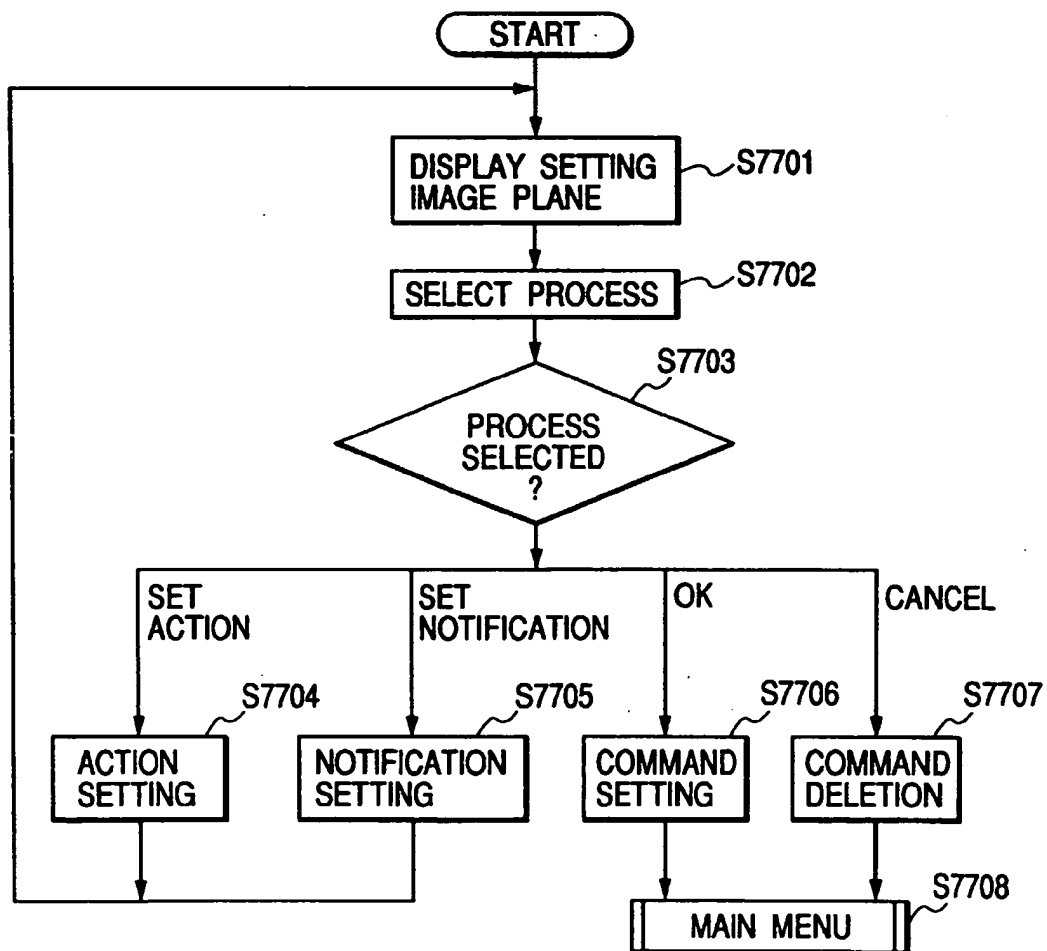 START
DISPLAY SETTING
IMAGE PLANE
S7701
SELECT PROCESS
S7702
S7703
PROCESS
SELECTED
?
SET
ACTION
SET
NOTIFICATION
OK
CANCEL
S7704
S7705
S7706
S7707
ACTION
SETTING
NOTIFICATION
SETTING
COMMAND
SETTING
COMMAND
DELETION
S7708
MAIN MENU